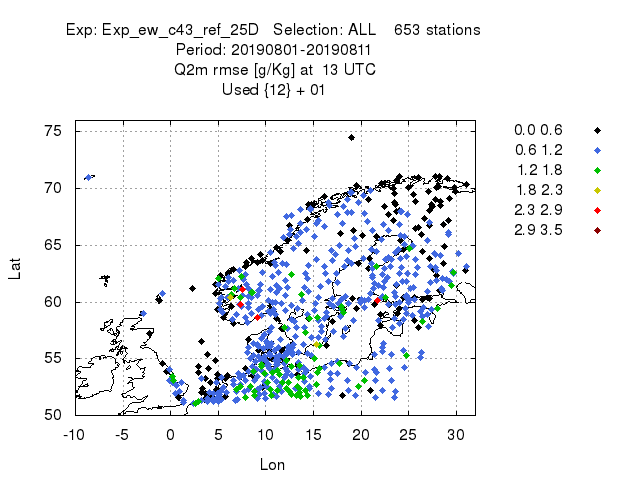 Exp: Exp_ew_c43_ref_25D   Selection: ALL    653 stations
Period: 20190801-20190811
Q2m rmse [g/Kg] at  13 UTC
Used {12} + 01
0.0 0.6
0.6 1.2
1.2 1.8
1.8 2.3
2.3 2.9
2.9 3.5
75
70
65
60
55
50
Lat
-10 -5 0 5 10 15 20 25 30
Lon